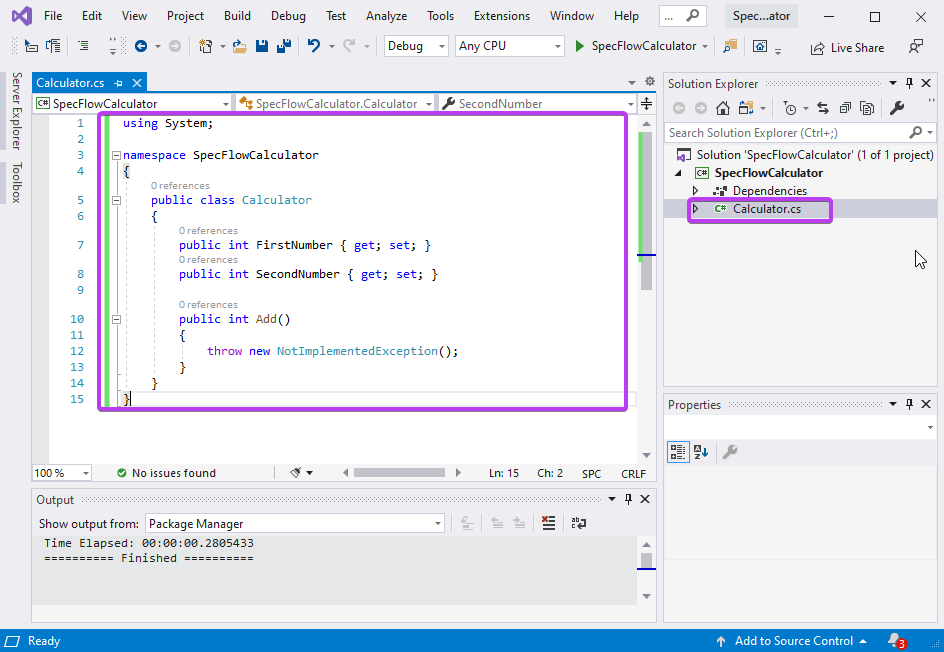 File Edit View Project Build Debug Test Analyze Tools Extensions Window Help ... Spec...ator
Debug Any CPU SpecFlowCalculator Live Share
Server Explorer
Toolbox
Calculator.cs
C# SpecFlowCalculator SpecFlowCalculator.Calculator SecondNumber
1 using System;
2
3 namespace SpecFlowCalculator
4 {
0 references
5 public class Calculator
6 {
0 references
7 public int FirstNumber { get; set; }
0 references
8 public int SecondNumber { get; set; }
9
0 references
10 public int Add()
11 {
12 throw new NotImplementedException();
13 }
14 }
15 }
100 % No issues found Ln: 15 Ch: 2 SPC CRLF
Output
Show output from: Package Manager
Time Elapsed: 00:00:00.2805433
========== Finished ==========
Solution Explorer
Search Solution Explorer (Ctrl+;)
Solution 'SpecFlowCalculator' (1 of 1 project)
C# SpecFlowCalculator
Dependencies
C# Calculator.cs
Properties
Ready Add to Source Control 3